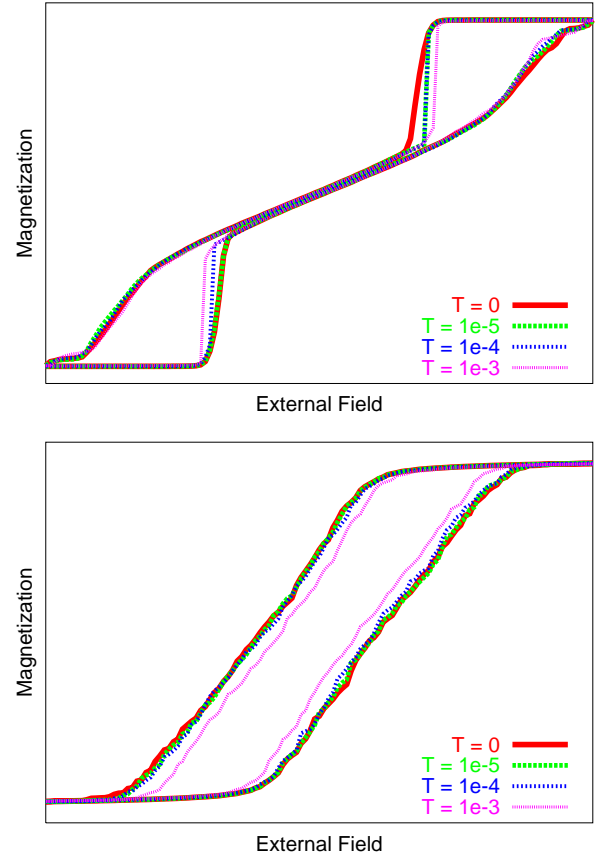 Magnetization
T = 0
T = 1e-5
T = 1e-4
T = 1e-3
External Field
Magnetization
T = 0
T = 1e-5
T = 1e-4
T = 1e-3
External Field